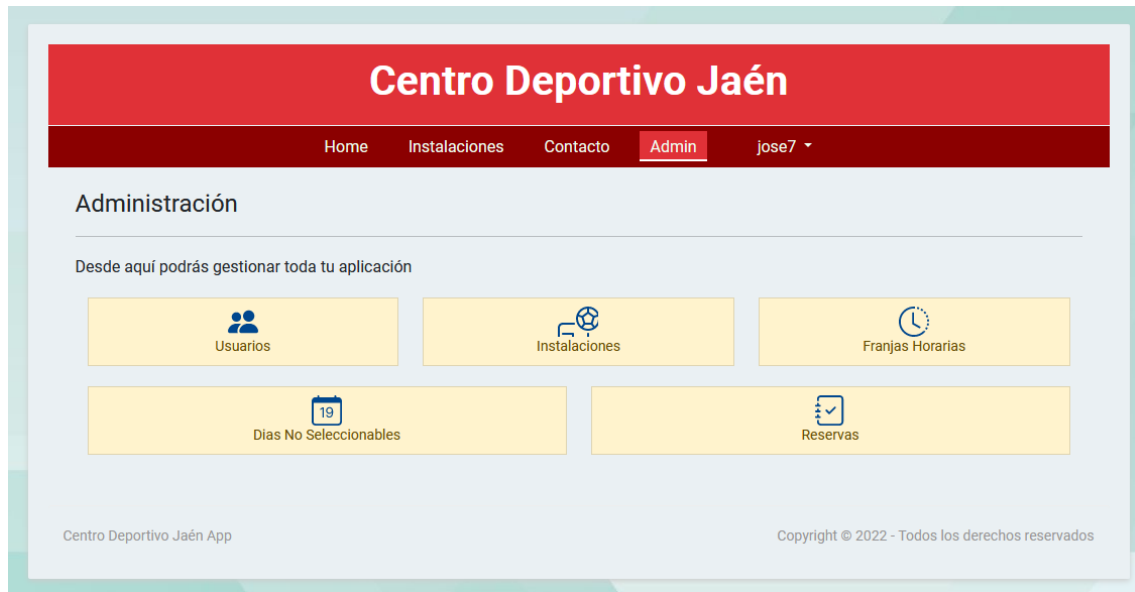 Centro Deportivo Jaén
Home Instalaciones Contacto Admin jose7
Administración
Desde aquí podrás gestionar toda tu aplicación
Usuarios Instalaciones Franjas Horarias
19
Dias No Seleccionables Reservas
Centro Deportivo Jaén App Copyright © 2022 - Todos los derechos reservados